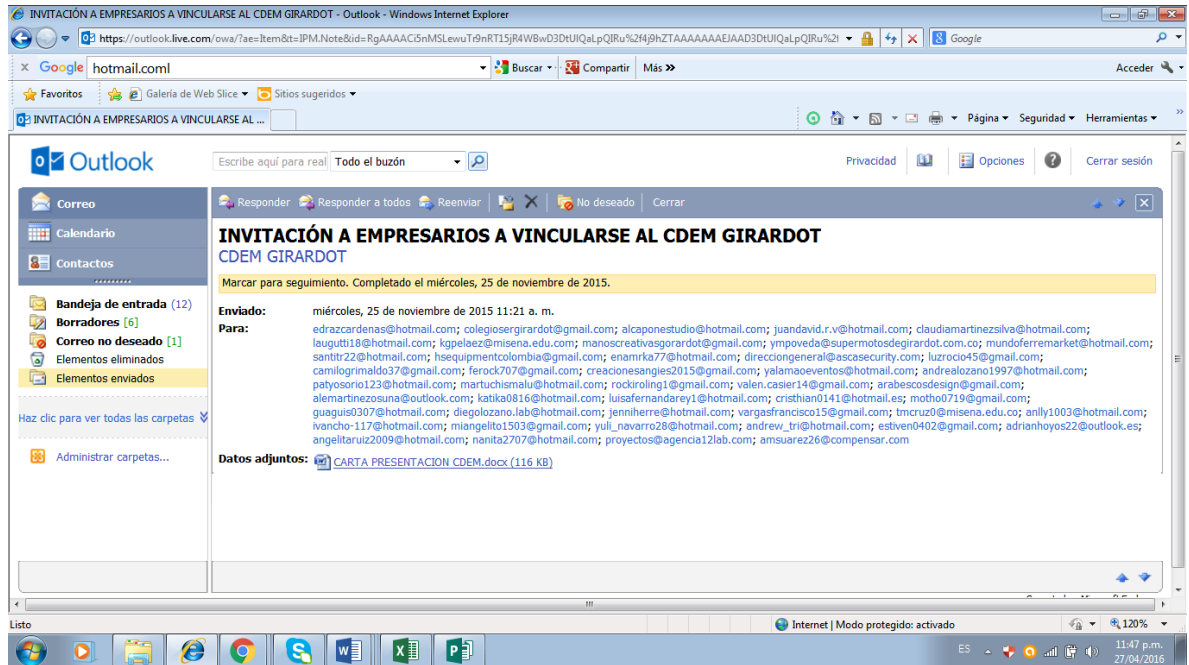 INVITACIÓN A EMPRESARIOS A VINCULARSE AL CDEM GIRARDOT - Outlook - Windows Internet Explorer
https://outlook.live.com/owa/?ae=Item&t=IPM.Note&id=
Google
Google hotmail.coml Buscar Compartir Más » Acceder
Favoritos Galería de Web Slice Sitios sugeridos
INVITACIÓN A EMPRESARIOS A VINCULARSE AL ... Página Seguridad Herramientas »
Outlook Escribe aquí para real Todo el buzón Privacidad Opciones Cerrar sesión
Correo
Calendario
Contactos
Bandeja de entrada (12)
Borradores [6]
Correo no deseado [1]
Elementos eliminados
Elementos enviados
Haz clic para ver todas las carpetas
Administrar carpetas...
Responder Responder a todos Reenviar No deseado Cerrar
INVITACIÓN A EMPRESARIOS A VINCULARSE AL CDEM GIRARDOT
CDEM GIRARDOT
Marcar para seguimiento. Completado el miércoles, 25 de noviembre de 2015.
Enviado: miércoles, 25 de noviembre de 2015 11:21 a. m.
Para: edrazcardenas@hotmail.com; colegiosergirardot@gmail.com; alcaponestudio@hotmail.com; juandavid.r.v@hotmail.com; claudiamartinezsilva@hotmail.com;
laugutti18@hotmail.com; kgpelaez@misena.edu.com; manoscreativasgorardot@gmail.com; ympoveda@supermotosdegirardot.com.co; mundoferremarket@hotmail.com;
santitr22@hotmail.com; hsequipmentcolombia@gmail.com; enamrka77@hotmail.com; direcciongeneral@ascasecurity.com; luzrocio45@gmail.com;
camilogrimaldo37@gmail.com; ferock707@gmail.com; creacionesangies2015@gmail.com; yalamaoeventos@hotmail.com; andrealozano1997@hotmail.com;
patyosorio123@hotmail.com; martuchismalu@hotmail.com; rockiroling1@gmail.com; valen.casier14@gmail.com; arabescosdesign@gmail.com;
alemartinezosuna@outlook.com; katika0816@hotmail.com; luisafernandarey1@hotmail.com; cristhian0141@hotmail.es; motho0719@gmail.com;
guaguis0307@hotmail.com; diegolozano.lab@hotmail.com; jenniherre@hotmail.com; vargasfrancisco15@gmail.com; tmcruz0@misena.edu.co; anlly1003@hotmail.com;
ivancho-117@hotmail.com; miangelito1503@gmail.com; yuli_navarro28@hotmail.com; andrew_tri@hotmail.com; estiven0402@gmail.com; adrianhoyos22@outlook.es;
angelitaruiz2009@hotmail.com; nanita2707@hotmail.com; proyectos@agencia12lab.com; amsuarez26@compensar.com
Datos adjuntos: CARTA PRESENTACION CDEM.docx (116 KB)
Listo Internet | Modo protegido: activado 120%
ES 11:47 p.m.
27/04/2016